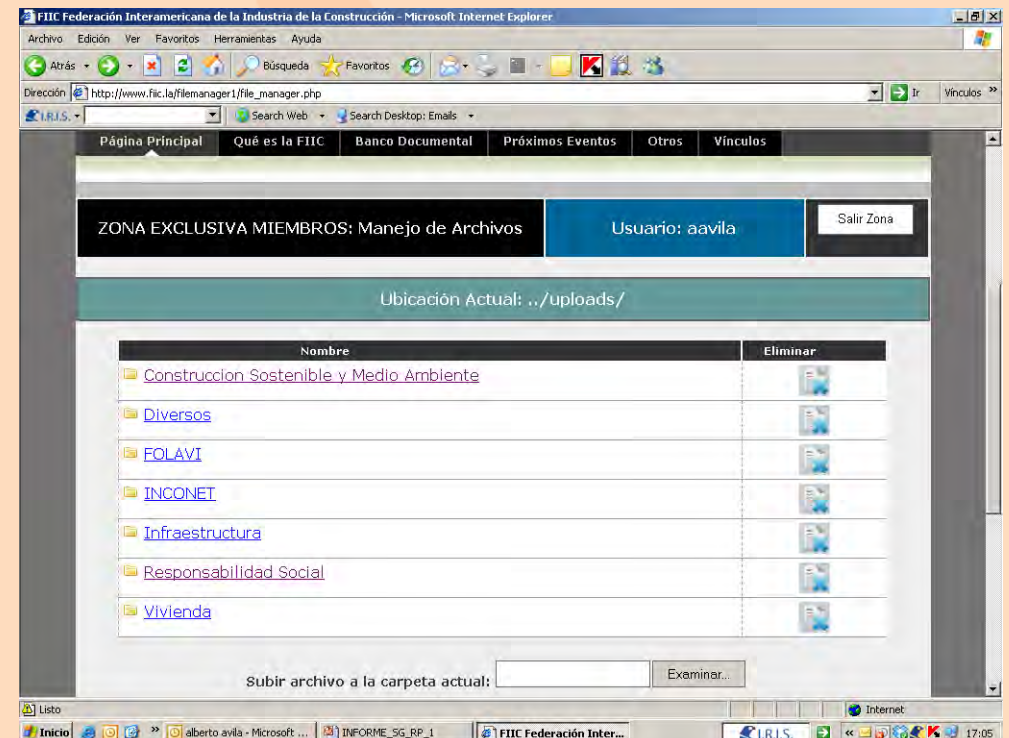 FIIC Federación Interamericana de la Industria de la Construcción - Microsoft Internet Explorer
Archivo Edición Ver Favoritos Herramientas Ayuda
Atrás Búsqueda Favoritos
Dirección http://www.fiic.la/filemanager1/file_manager.php Ir Vínculos »
I.R.I.S. Search Web Search Desktop: Emails
Página Principal Qué es la FIIC Banco Documental Próximos Eventos Otros Vínculos
ZONA EXCLUSIVA MIEMBROS: Manejo de Archivos Usuario: aavila Salir Zona
Ubicación Actual: ../uploads/
Nombre Eliminar
Construccion Sostenible y Medio Ambiente
Diversos
FOLAVI
INCONET
Infraestructura
Responsabilidad Social
Vivienda
Subir archivo a la carpeta actual: Examinar...
Listo Internet
Inicio » alberto avila - Microsoft ... INFORME_SG_RP_1 FIIC Federación Inter... I.R.I.S. « 17:05